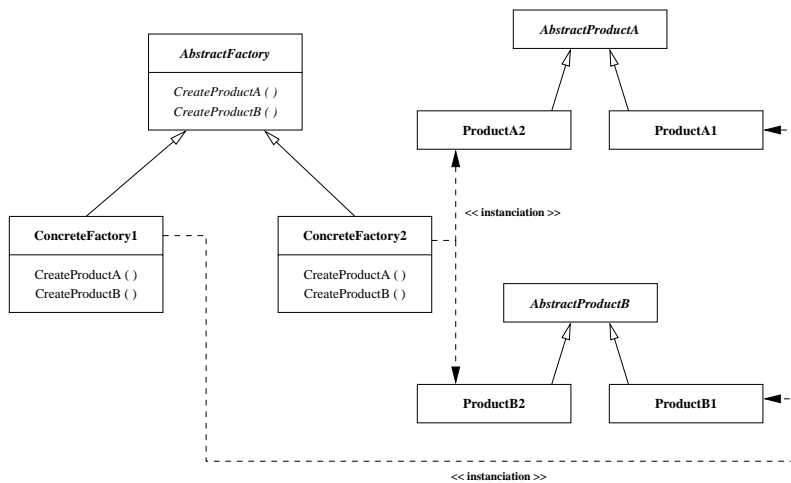 AbstractFactory
CreateProductA ( )
CreateProductB ( )
AbstractProductA
ProductA2
ProductA1
<< instanciation >>
ConcreteFactory1
CreateProductA ( )
CreateProductB ( )
ConcreteFactory2
CreateProductA ( )
CreateProductB ( )
AbstractProductB
ProductB2
ProductB1
<< instanciation >>